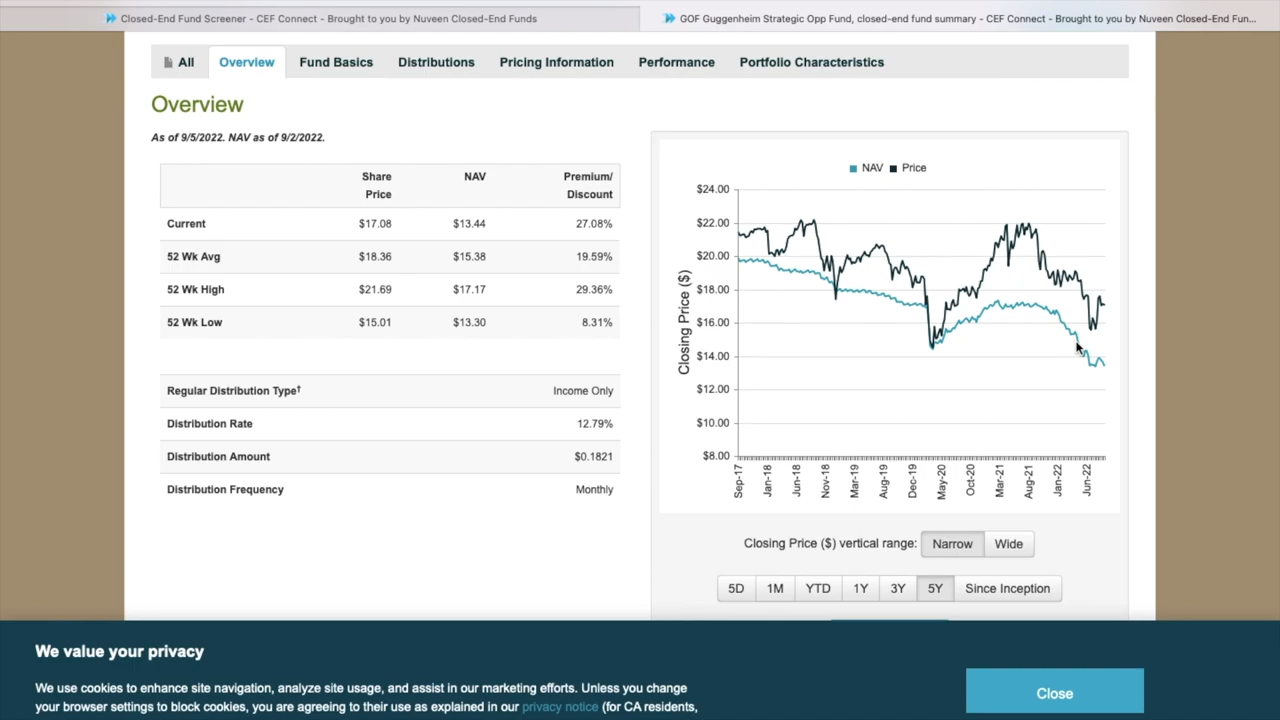 Closed-End Fund Screener - CEF Connect - Brought to you by Nuveen Closed-End Funds
GOF Guggenheim Strategic Opp Fund, closed-end fund summary - CEF Connect - Brought to you by Nuveen Closed-End Fun...
All Overview Fund Basics Distributions Pricing Information Performance Portfolio Characteristics
Overview
As of 9/5/2022. NAV as of 9/2/2022.
Share Price NAV Premium/ Discount
Current $17.08 $13.44 27.08%
52 Wk Avg $18.36 $15.38 19.59%
52 Wk High $21.69 $17.17 29.36%
52 Wk Low $15.01 $13.30 8.31%
Regular Distribution Type† Income Only
Distribution Rate 12.79%
Distribution Amount $0.1821
Distribution Frequency Monthly
NAV Price
Closing Price ($)
$24.00
$22.00
$20.00
$18.00
$16.00
$14.00
$12.00
$10.00
$8.00
Sep-17 Jan-18 Jun-18 Nov-18 Mar-19 Aug-19 Dec-19 May-20 Oct-20 Mar-21 Aug-21 Jan-22 Jun-22
Closing Price ($) vertical range: Narrow Wide
5D 1M YTD 1Y 3Y 5Y Since Inception
We value your privacy
We use cookies to enhance site navigation, analyze site usage, and assist in our marketing efforts. Unless you change
your browser settings to block cookies, you are agreeing to their use as explained in our privacy notice (for CA residents,
Close